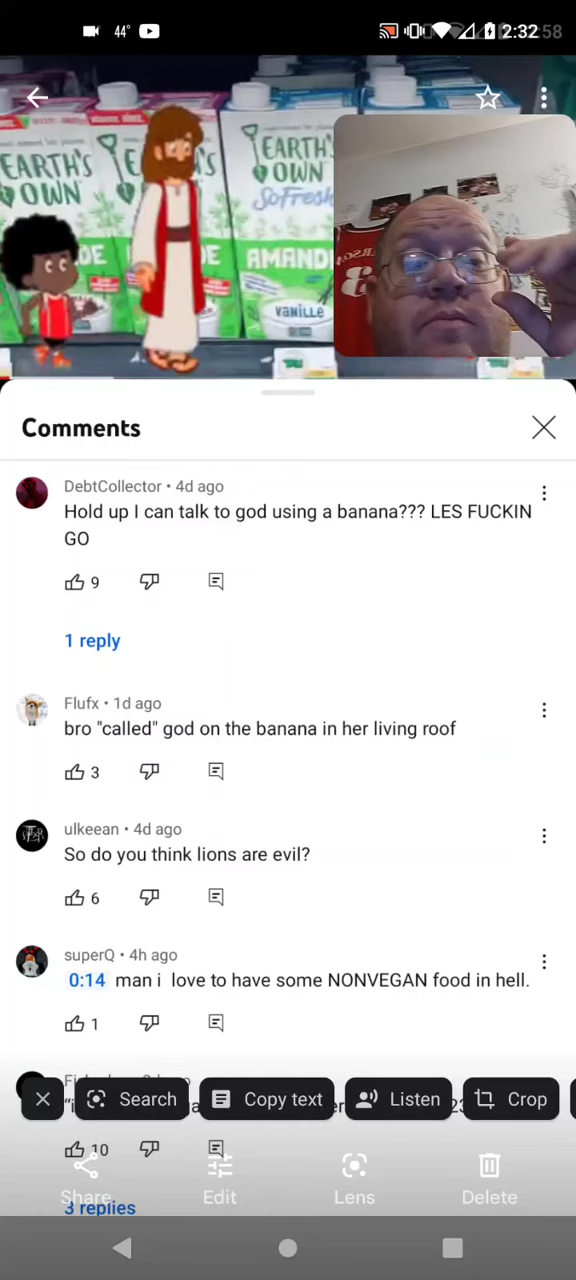 44°
2:32
:58
EARTH'S
OWN
EARTH'S
OWN
SoFresh
AMAND
VANILLE
Comments
DebtCollector • 4d ago
Hold up I can talk to god using a banana??? LES FUCKIN
GO
9
1 reply
Flufx • 1d ago
bro "called" god on the banana in her living roof
3
ulkeean • 4d ago
So do you think lions are evil?
6
superQ • 4h ago
0:14 man i love to have some NONVEGAN food in hell.
1
Search
Copy text
Listen
Crop
10
Share
Edit
Lens
Delete
3 replies